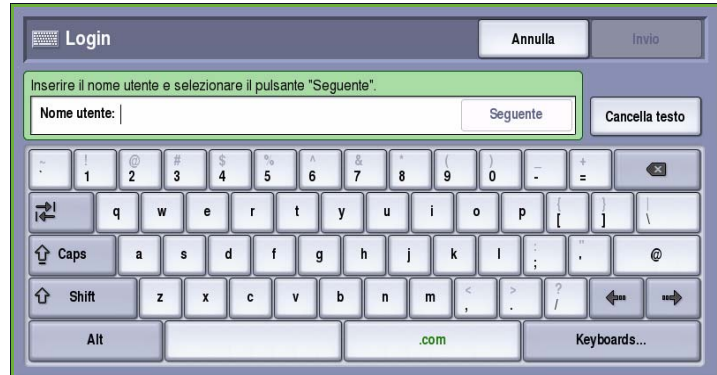 Login Annulla Invio
Inserire il nome utente e selezionare il pulsante "Seguente".
Nome utente: Seguente Cancella testo
~ ! @ # $ % ^ & * ( ) _ +
` 1 2 3 4 5 6 7 8 9 0 - =
q w e r t y u i o p { [ } ] | \
Caps a s d f g h j k l : ; " ' @
Shift z x c v b n m < , > . ? /
Alt .com Keyboards...